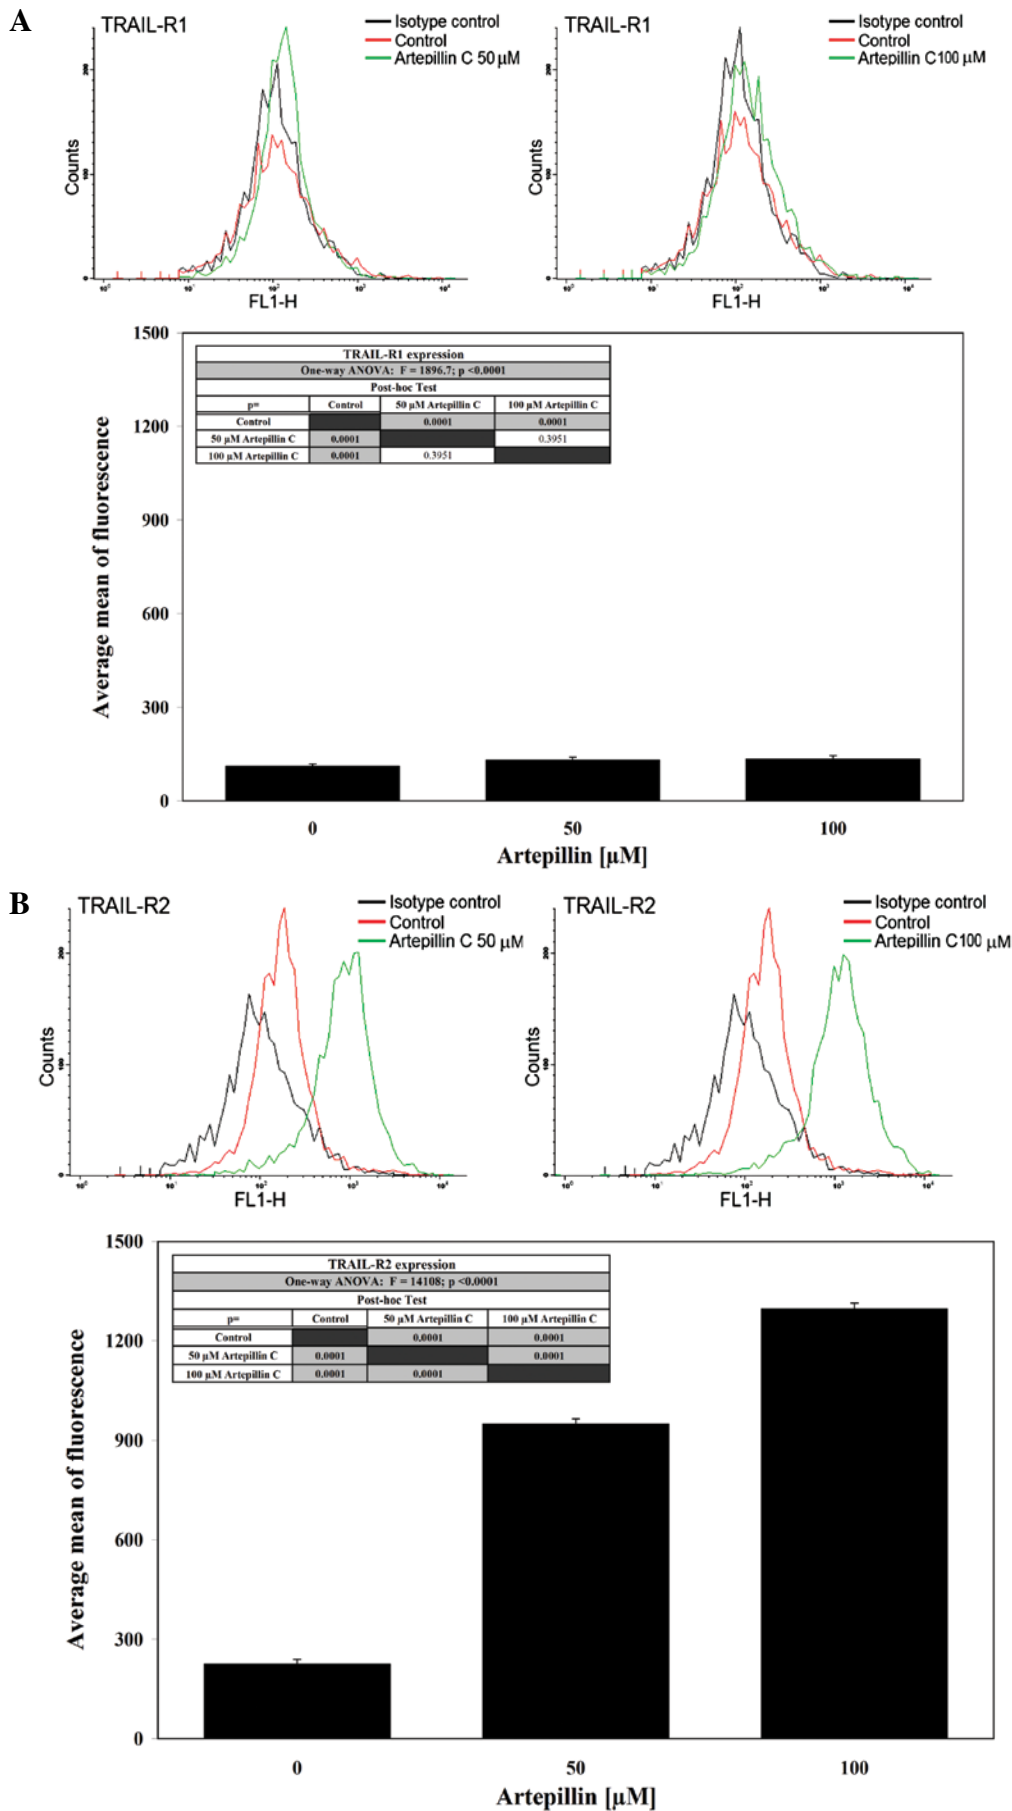 A
TRAIL-R1
Isotype control
Control
Artepillin C 50 µM
Counts
FL1-H
TRAIL-R1
Isotype control
Control
Artepillin C100 µM
Counts
FL1-H
1500
1200
900
600
300
0
Average mean of fluorescence
TRAIL-R1 expression
One-way ANOVA: F = 1896.7; p <0.0001
Post-hoc Test
p= Control 50 µM Artepillin C 100 µM Artepillin C
Control 0.0001 0.0001
50 µM Artepillin C 0.0001 0.3951
100 µM Artepillin C 0.0001 0.3951
0 50 100
Artepillin [µM]
B
TRAIL-R2
Isotype control
Control
Artepillin C 50 µM
Counts
FL1-H
TRAIL-R2
Isotype control
Control
Artepillin C100 µM
Counts
FL1-H
1500
1200
900
600
300
0
Average mean of fluorescence
TRAIL-R2 expression
One-way ANOVA: F = 14108; p <0.0001
Post-hoc Test
p= Control 50 µM Artepillin C 100 µM Artepillin C
Control 0.0001 0.0001
50 µM Artepillin C 0.0001 0.0001
100 µM Artepillin C 0.0001 0.0001
0 50 100
Artepillin [µM]